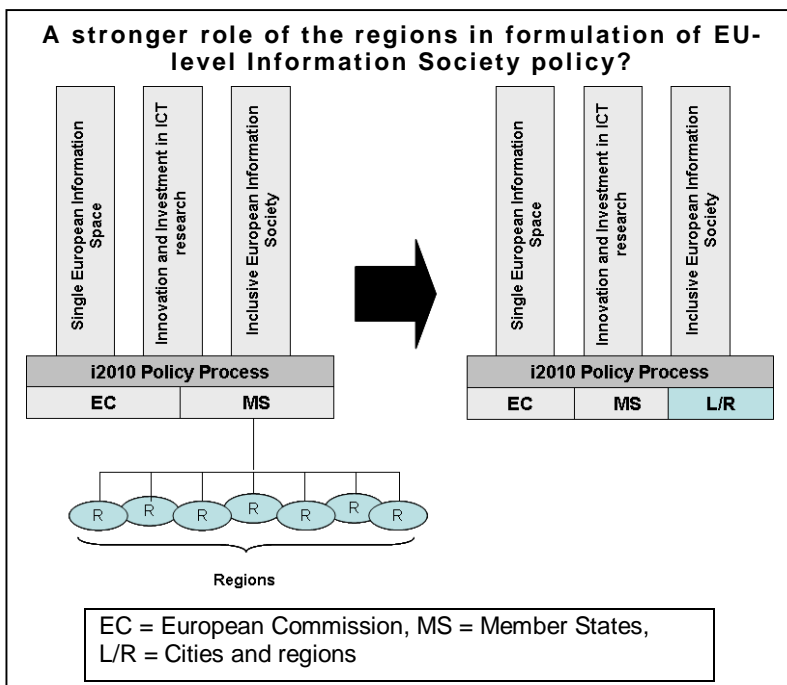 A stronger role of the regions in formulation of EU-
level Information Society policy?
Single European Information
Space
Innovation and Investment in ICT
research
Inclusive European Information
Society
i2010 Policy Process
EC MS
R R R R R R R
Regions
Single European Information
Space
Innovation and Investment in ICT
research
Inclusive European Information
Society
i2010 Policy Process
EC MS L/R
EC = European Commission, MS = Member States,
L/R = Cities and regions